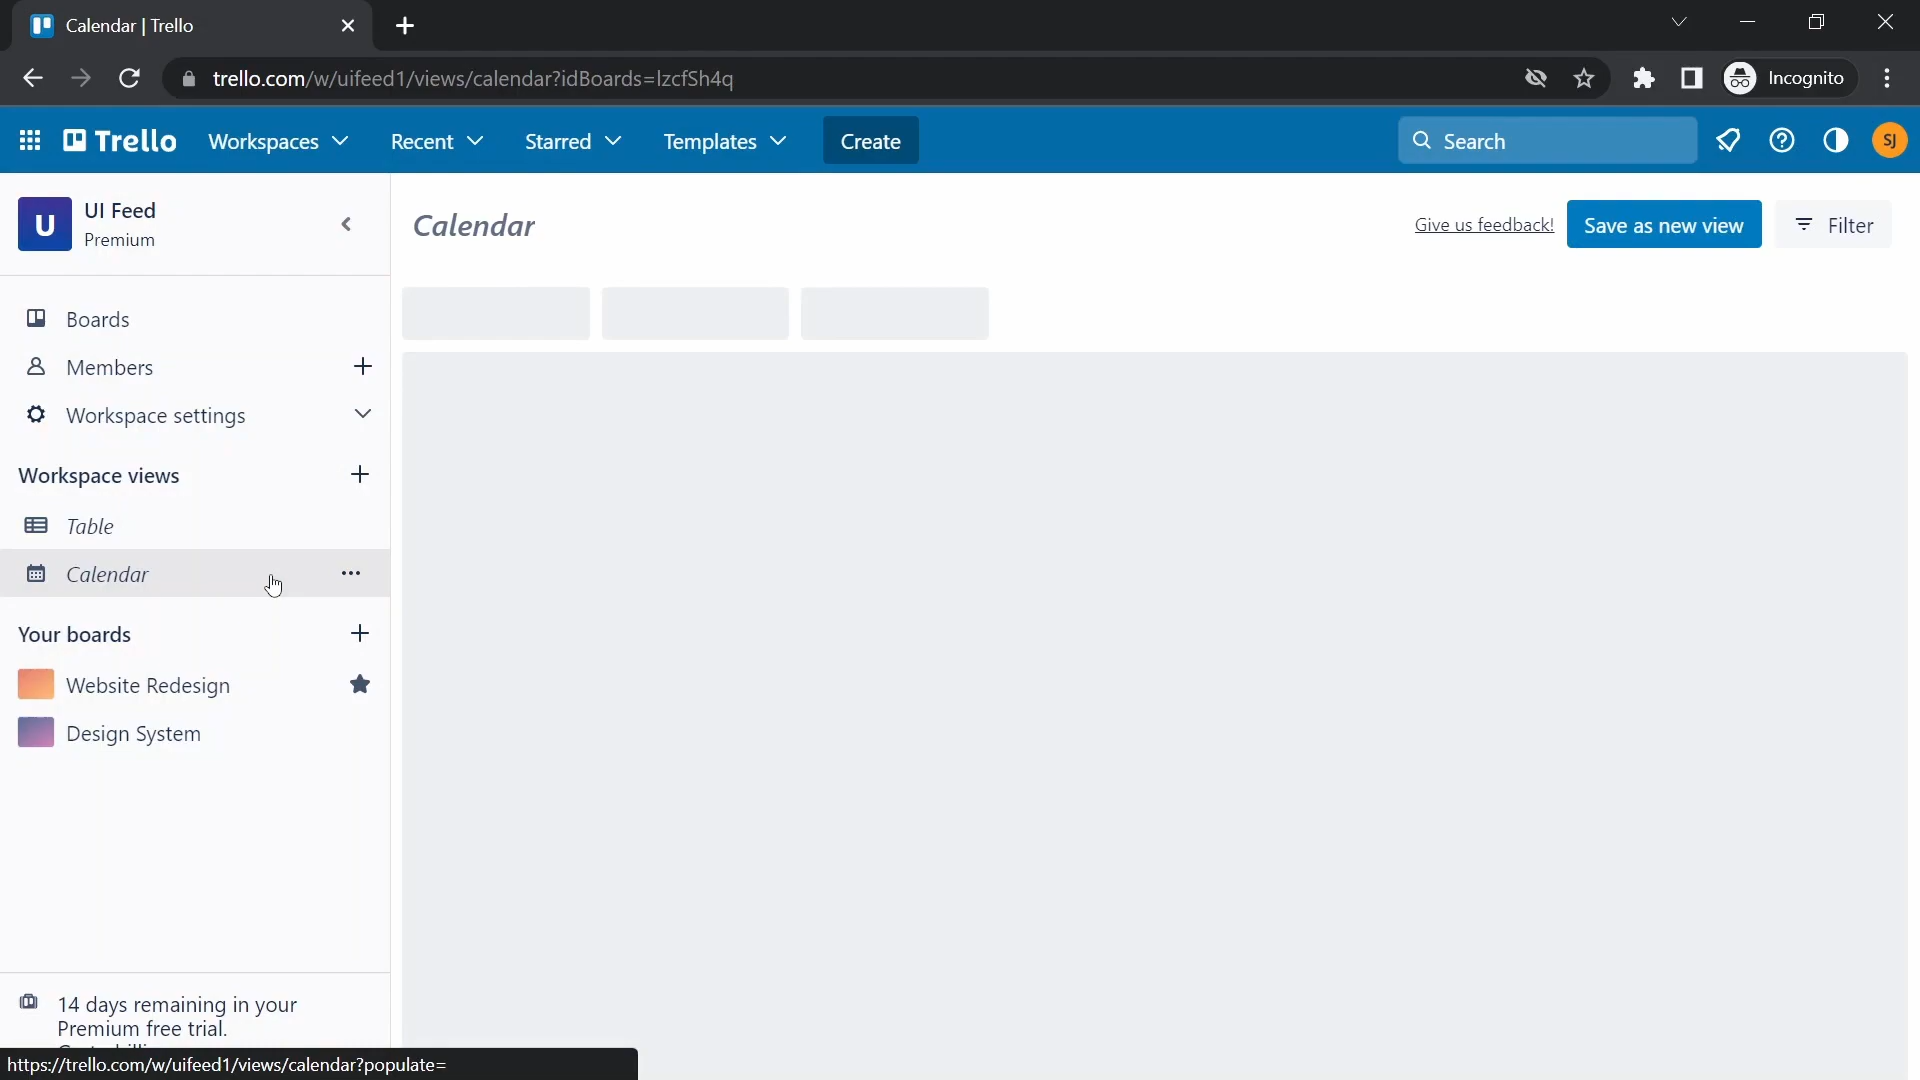 Calendar | Trello
trello.com/w/uifeed1/views/calendar?idBoards=lzcfSh4q
Incognito
Trello
Workspaces
Recent
Starred
Templates
Create
Search
SJ
U
UI Feed
Premium
Calendar
Give us feedback!
Save as new view
Filter
Boards
Members
Workspace settings
Workspace views
Table
Calendar
Your boards
Website Redesign
Design System
14 days remaining in your
Premium free trial.
https://trello.com/w/uifeed1/views/calendar?populate=